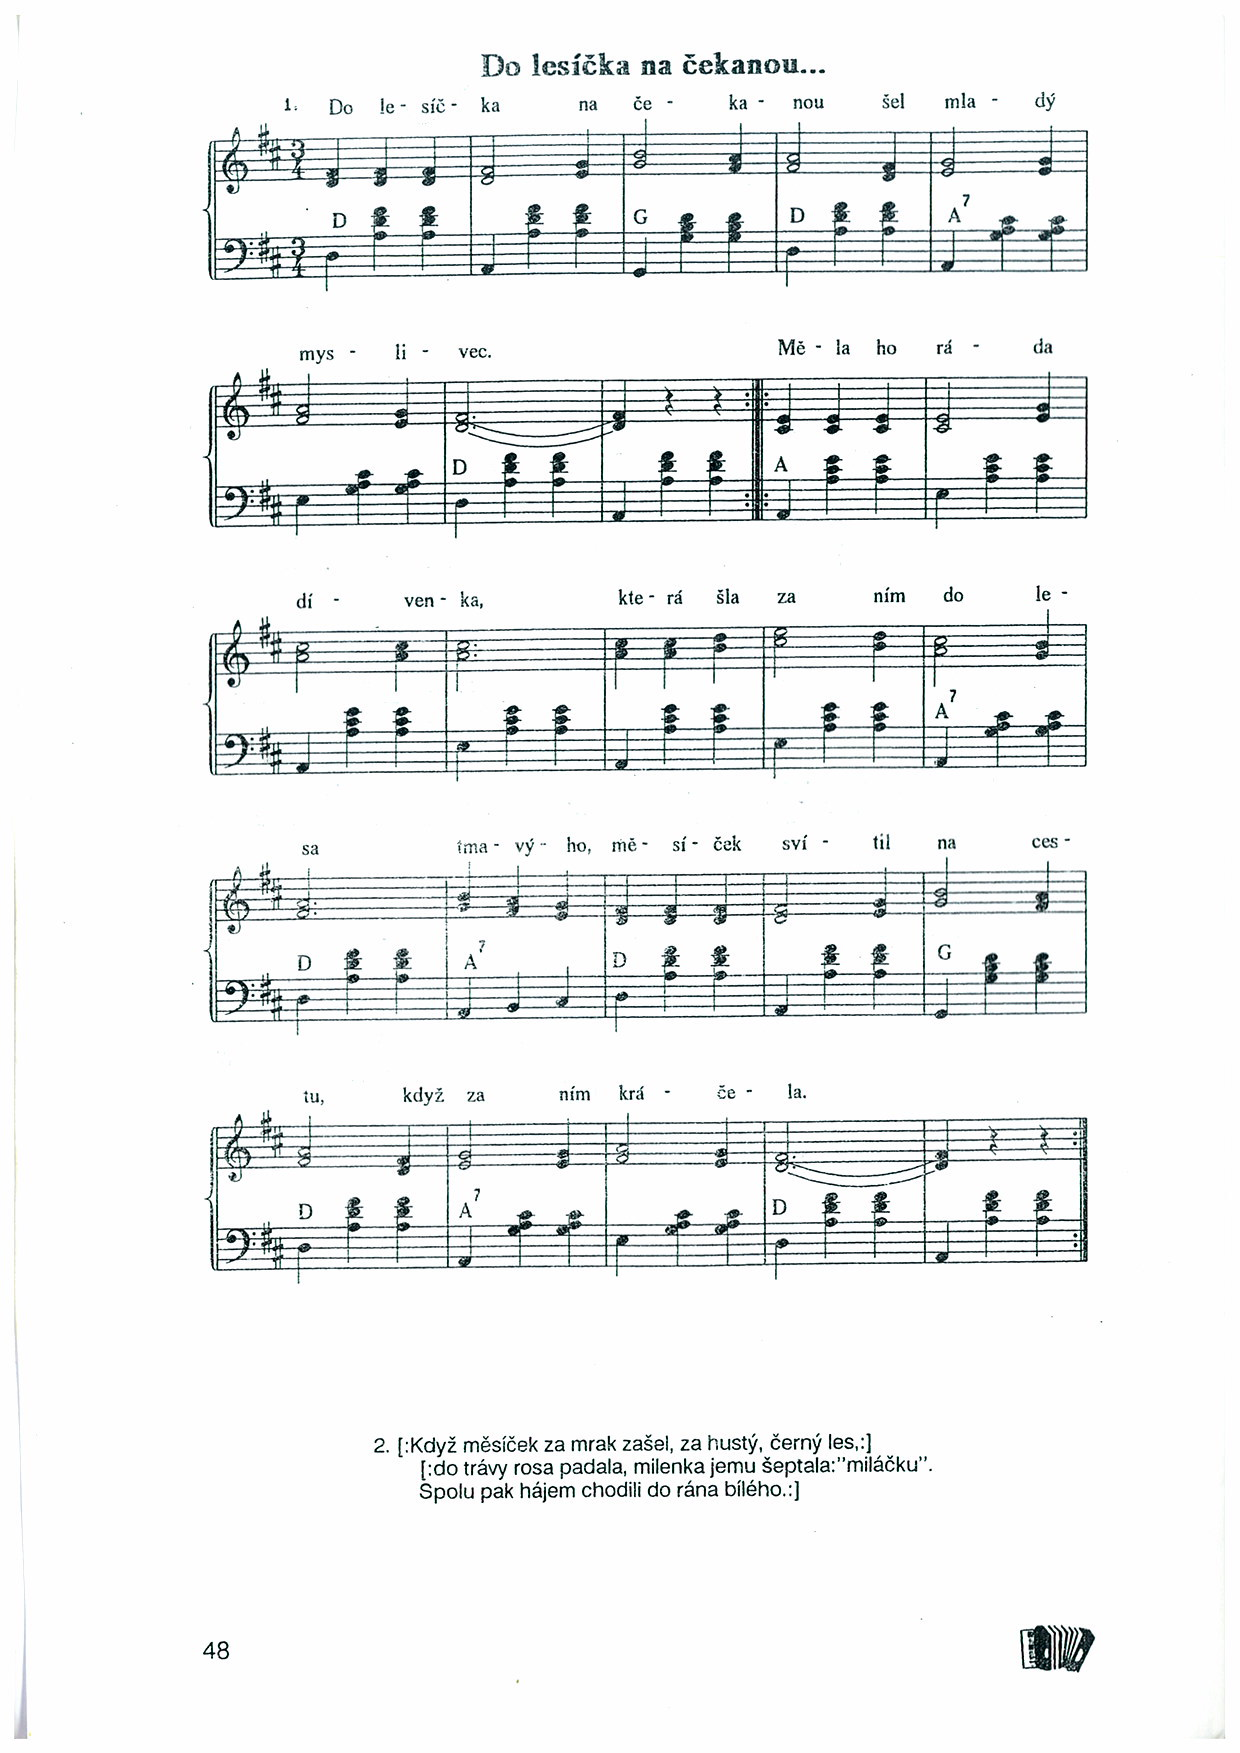 Do lesíčka na čekanou...
1. Do le - síč - ka na če - ka - nou šel mla - dý
D G D A7
mys - li - vec. Mě - la ho rá - da
D A
dí - ven - ka, kte - rá šla za ním do le -
A7
sa tma - vý - ho, mě - sí - ček sví - til na ces -
D A7 D G
tu, když za ním krá - če - la.
D A7 D
2. [:Když měsíček za mrak zašel, za hustý, černý les,:]
[:do trávy rosa padala, milenka jemu šeptala:"miláčku".
Spolu pak hájem chodili do rána bílého.:]
48